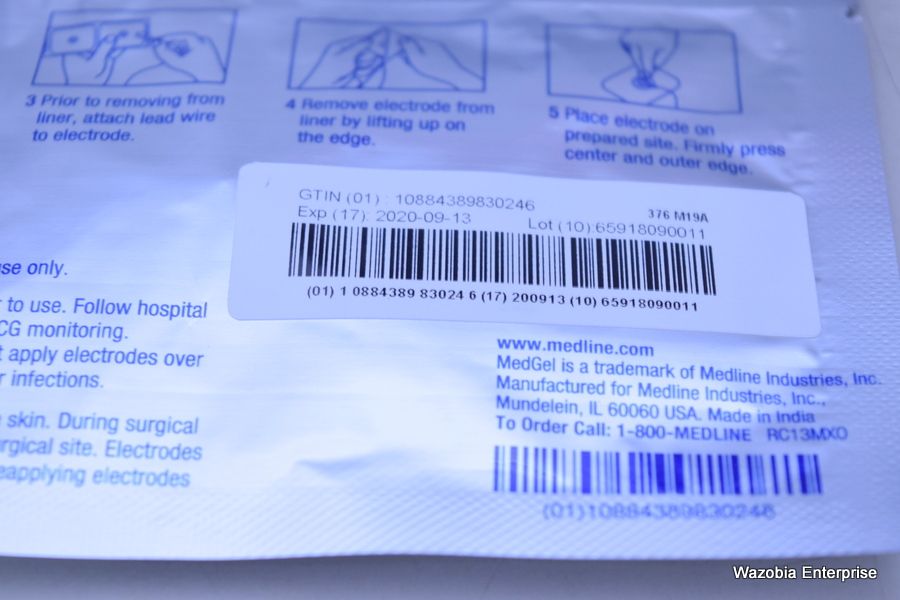 3 Prior to removing from
liner, attach lead wire
to electrode.
4 Remove electrode from
liner by lifting up on
the edge.
5 Place electrode on
prepared site. Firmly press
center and outer edge.
GTIN (01) : 10884389830246
376 M19A
Exp (17): 2020-09-13
Lot (10):65918090011
(01) 1 0884389 83024 6 (17) 200913 (10) 65918090011
use only.
to use. Follow hospital
CG monitoring.
apply electrodes over
infections.
skin. During surgical
urgical site. Electrodes
eapplying electrodes
www.medline.com
MedGel is a trademark of Medline Industries, Inc.
Manufactured for Medline Industries, Inc.,
Mundelein, IL 60060 USA. Made in India
To Order Call: 1-800-MEDLINE RC13MXO
(01)10884389830246
Wazobia Enterprise